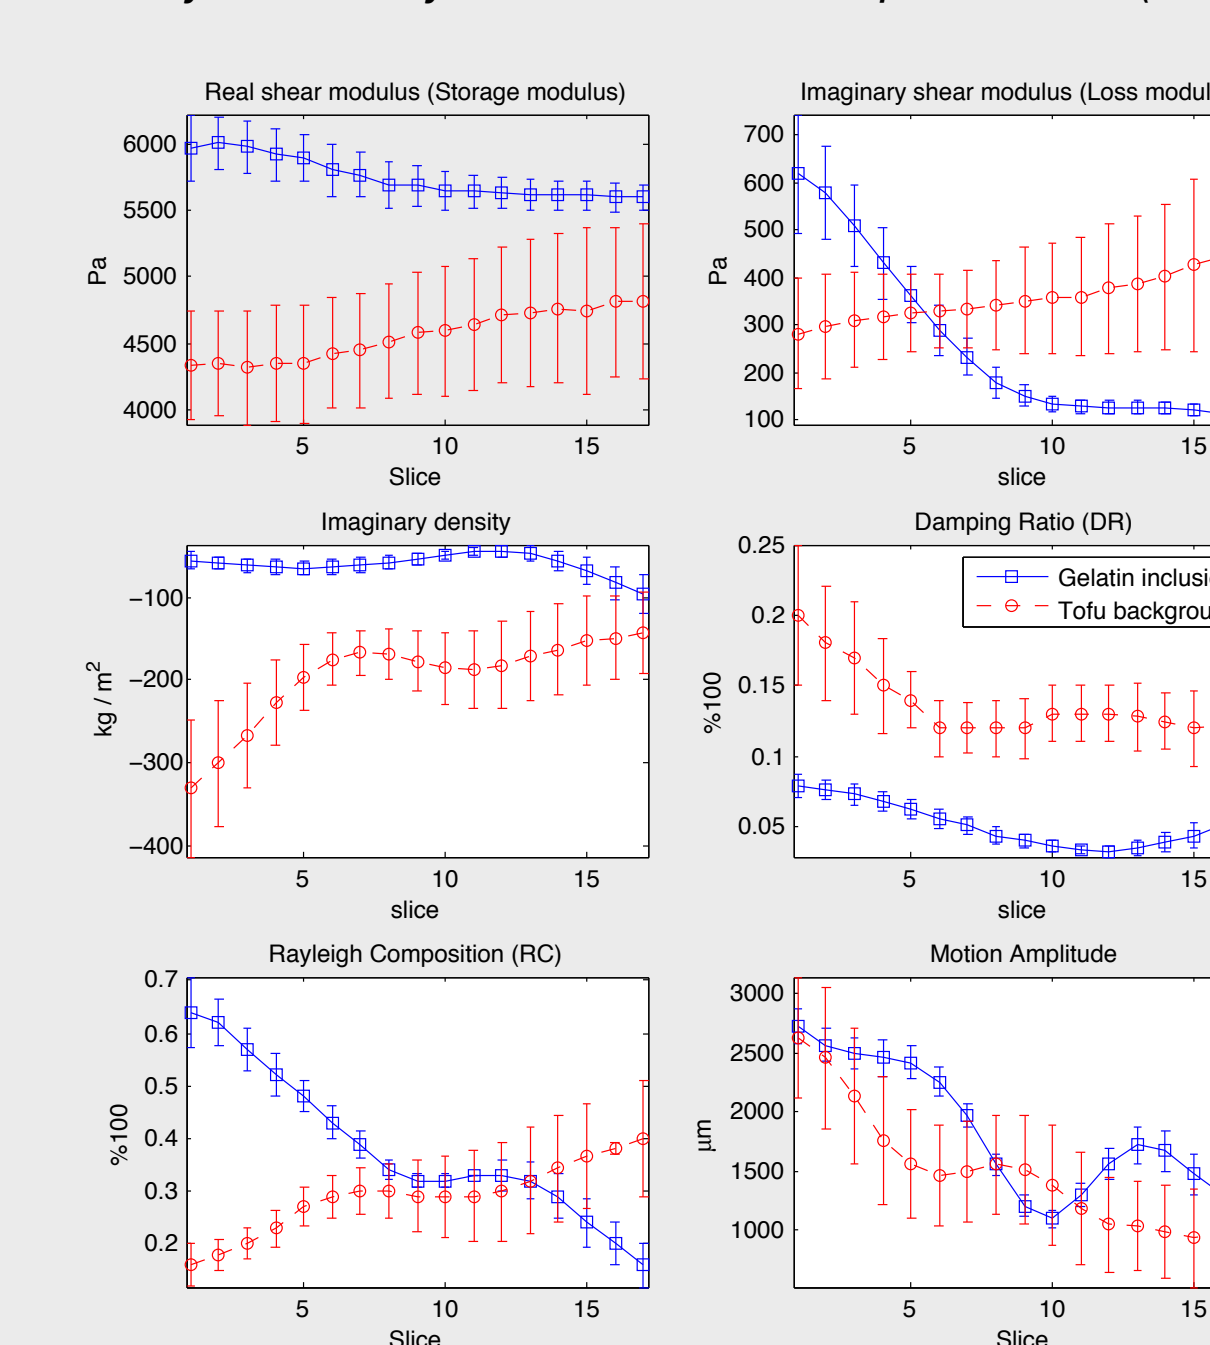 Real shear modulus (Storage modulus)
6000
5500
5000
4500
4000
Pa
5 10 15
Slice
Imaginary shear modulus (Loss modul
700
600
500
400
300
200
100
Pa
5 10 15
slice
Imaginary density
−100
−200
−300
−400
kg / m²
5 10 15
slice
Damping Ratio (DR)
0.25
0.2
0.15
0.1
0.05
%100
Gelatin inclusi
Tofu backgrou
5 10 15
slice
Rayleigh Composition (RC)
0.7
0.6
0.5
0.4
0.3
0.2
%100
5 10 15
Slice
Motion Amplitude
3000
2500
2000
1500
1000
µm
5 10 15
Slice